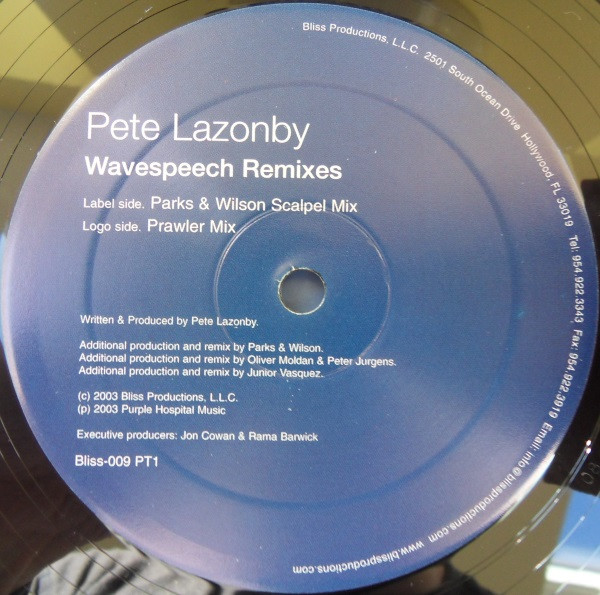 Pete Lazonby
Wavespeech Remixes
Label side. Parks & Wilson Scalpel Mix
Logo side. Prawler Mix
Written & Produced by Pete Lazonby.
Additional production and remix by Parks & Wilson.
Additional production and remix by Oliver Moldan & Peter Jurgens.
Additional production and remix by Junior Vasquez.
(c) 2003 Bliss Productions, L.L.C.
(p) 2003 Purple Hospital Music
Executive producers: Jon Cowan & Rama Barwick
Bliss-009 PT1
Bliss Productions, L.L.C. 2501 South Ocean Drive Hollywood, FL 33019 Tel: 954.922.3343 Fax: 954.922.3919 Email: info@blissproductions.com www.blissproductions.com